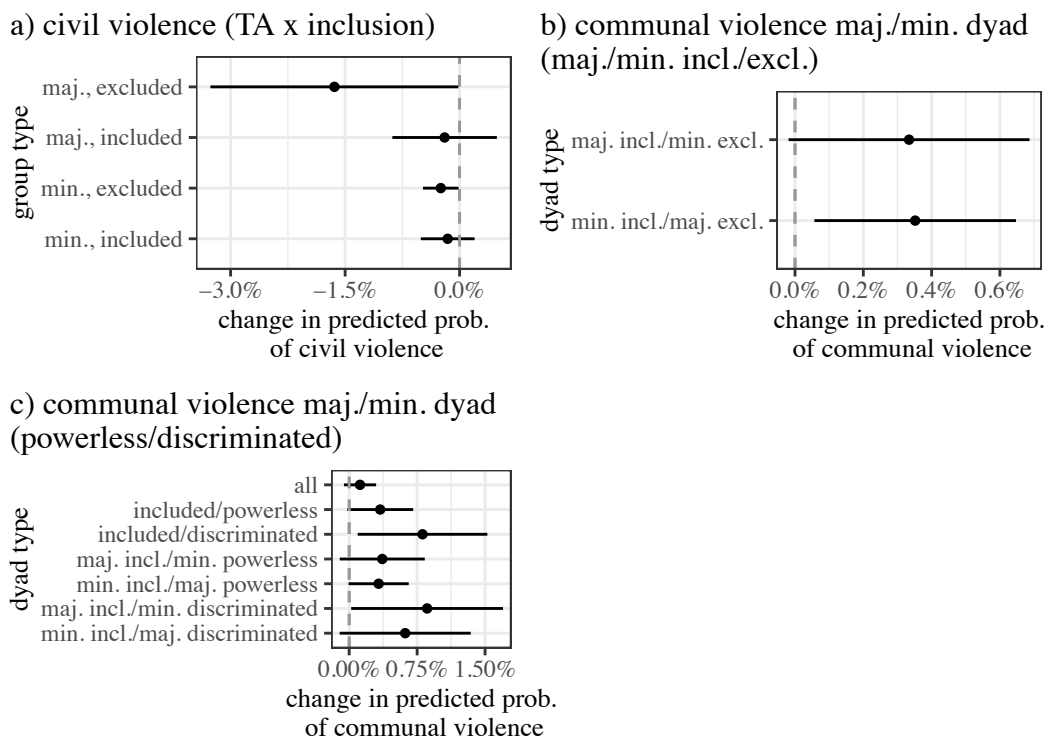 a) civil violence (TA x inclusion)
group type
maj., excluded
maj., included
min., excluded
min., included
−3.0% −1.5% 0.0%
change in predicted prob.
of civil violence
b) communal violence maj./min. dyad
(maj./min. incl./excl.)
dyad type
maj. incl./min. excl.
min. incl./maj. excl.
0.0% 0.2% 0.4% 0.6%
change in predicted prob.
of communal violence
c) communal violence maj./min. dyad
(powerless/discriminated)
dyad type
all
included/powerless
included/discriminated
maj. incl./min. powerless
min. incl./maj. powerless
maj. incl./min. discriminated
min. incl./maj. discriminated
0.00% 0.75% 1.50%
change in predicted prob.
of communal violence